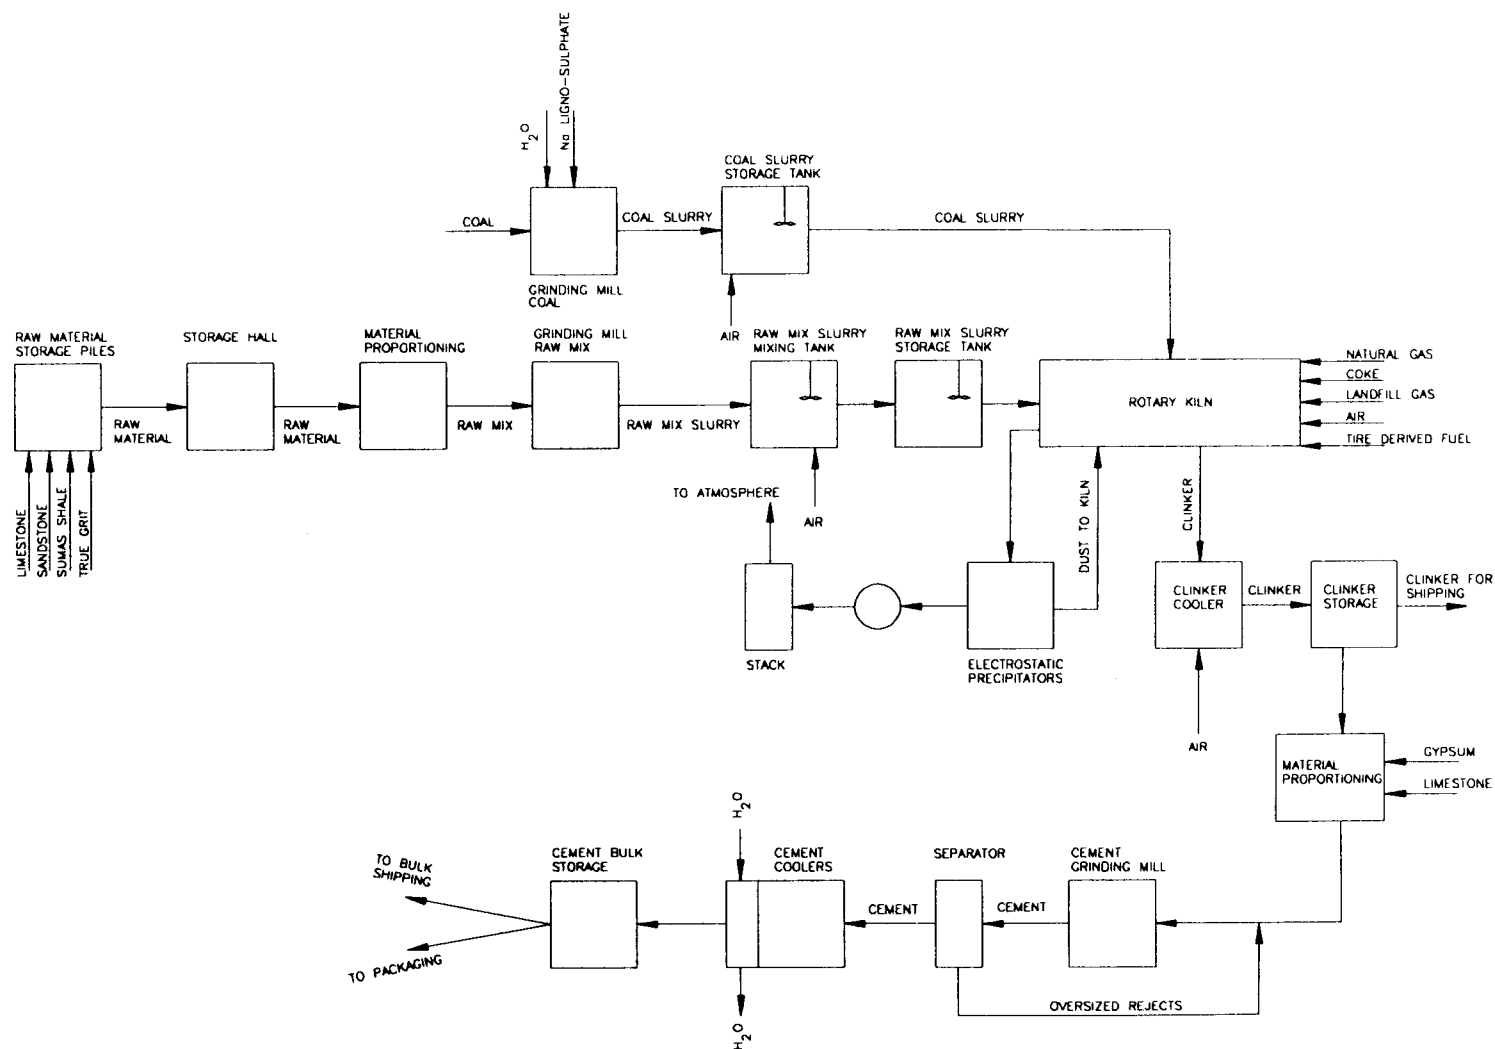 Na LIGNO-SULPHATE
H2O
COAL SLURRY
STORAGE TANK
COAL
COAL SLURRY
COAL SLURRY
GRINDING MILL
COAL
AIR
RAW MATERIAL
STORAGE PILES
STORAGE HALL
MATERIAL
PROPORTIONING
GRINDING MILL
RAW MIX
RAW MIX SLURRY
MIXING TANK
RAW MIX SLURRY
STORAGE TANK
NATURAL GAS
COKE
LANDFILL GAS
AIR
TIRE DERIVED FUEL
ROTARY KILN
RAW
MATERIAL
RAW
MATERIAL
RAW MIX
RAW MIX SLURRY
LIMESTONE
SANDSTONE
SUMAS SHALE
TRUE GRIT
TO ATMOSPHERE
AIR
DUST TO KILN
CLINKER
STACK
ELECTROSTATIC
PRECIPITATORS
CLINKER
COOLER
CLINKER
CLINKER
STORAGE
CLINKER FOR
SHIPPING
AIR
MATERIAL
PROPORTIONING
GYPSUM
LIMESTONE
H2O
TO BULK
SHIPPING
CEMENT BULK
STORAGE
CEMENT
COOLERS
SEPARATOR
CEMENT
GRINDING MILL
CEMENT
CEMENT
TO PACKAGING
OVERSIZED REJECTS
H2O